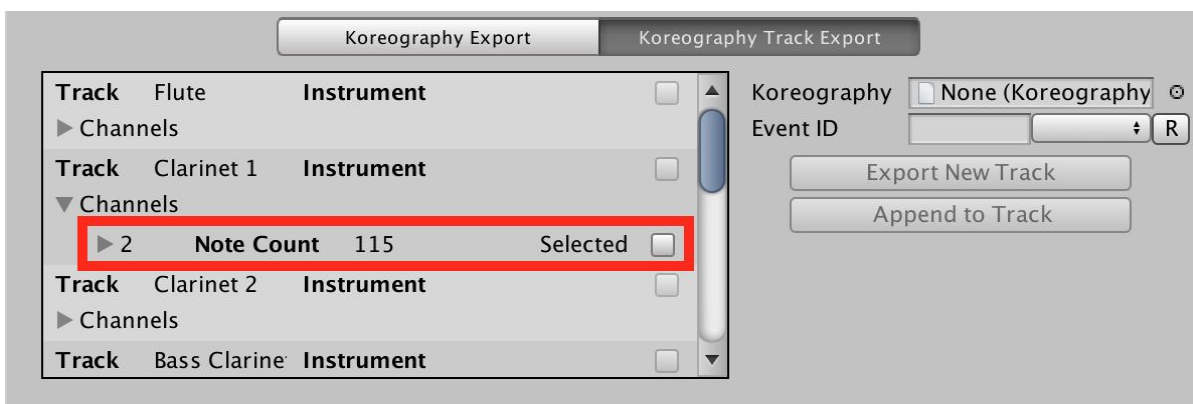 Koreography Export Koreography Track Export
Track Flute Instrument
Channels
Track Clarinet 1 Instrument
Channels
2 Note Count 115 Selected
Track Clarinet 2 Instrument
Channels
Track Bass Clarine Instrument
Koreography None (Koreography
Event ID R
Export New Track
Append to Track